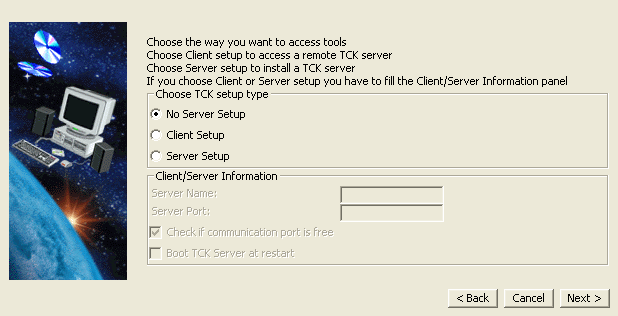 Choose the way you want to access tools
Choose Client setup to access a remote TCK server
Choose Server setup to install a TCK server
If you choose Client or Server setup you have to fill the Client/Server Information panel
Choose TCK setup type
No Server Setup
Client Setup
Server Setup
Client/Server Information
Server Name:
Server Port:
Check if communication port is free
Boot TCK Server at restart
< Back Cancel Next >